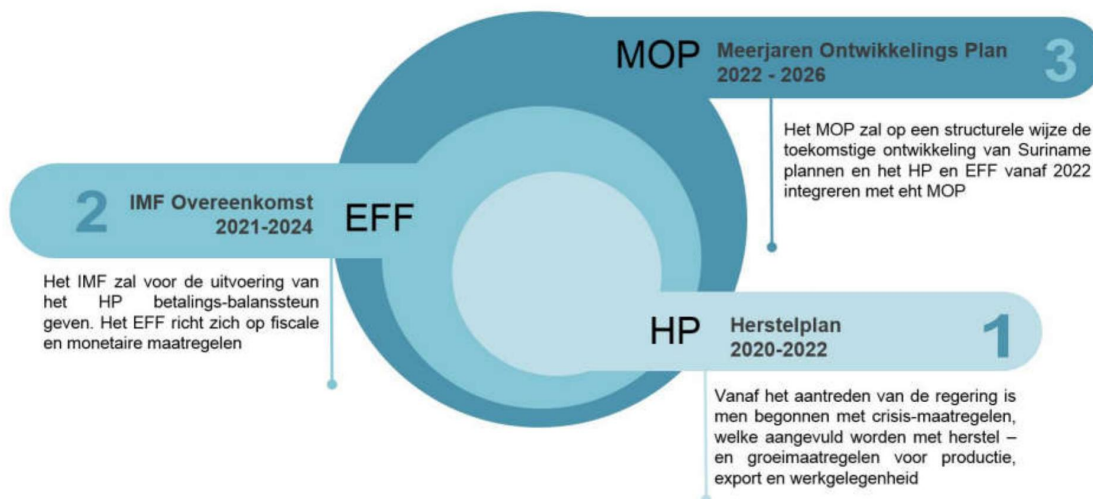 MOP
Meerjaren Ontwikkelings Plan
2022 - 2026
3
Het MOP zal op een structurele wijze de
toekomstige ontwikkeling van Suriname
plannen en het HP en EFF vanaf 2022
integreren met eht MOP
2
IMF Overeenkomst
2021-2024
EFF
Het IMF zal voor de uitvoering van
het HP betalings-balanssteun
geven. Het EFF richt zich op fiscale
en monetaire maatregelen
HP
Herstelplan
2020-2022
1
Vanaf het aantreden van de regering is
men begonnen met crisis-maatregelen,
welke aangevuld worden met herstel –
en groeimaatregelen voor productie,
export en werkgelegenheid